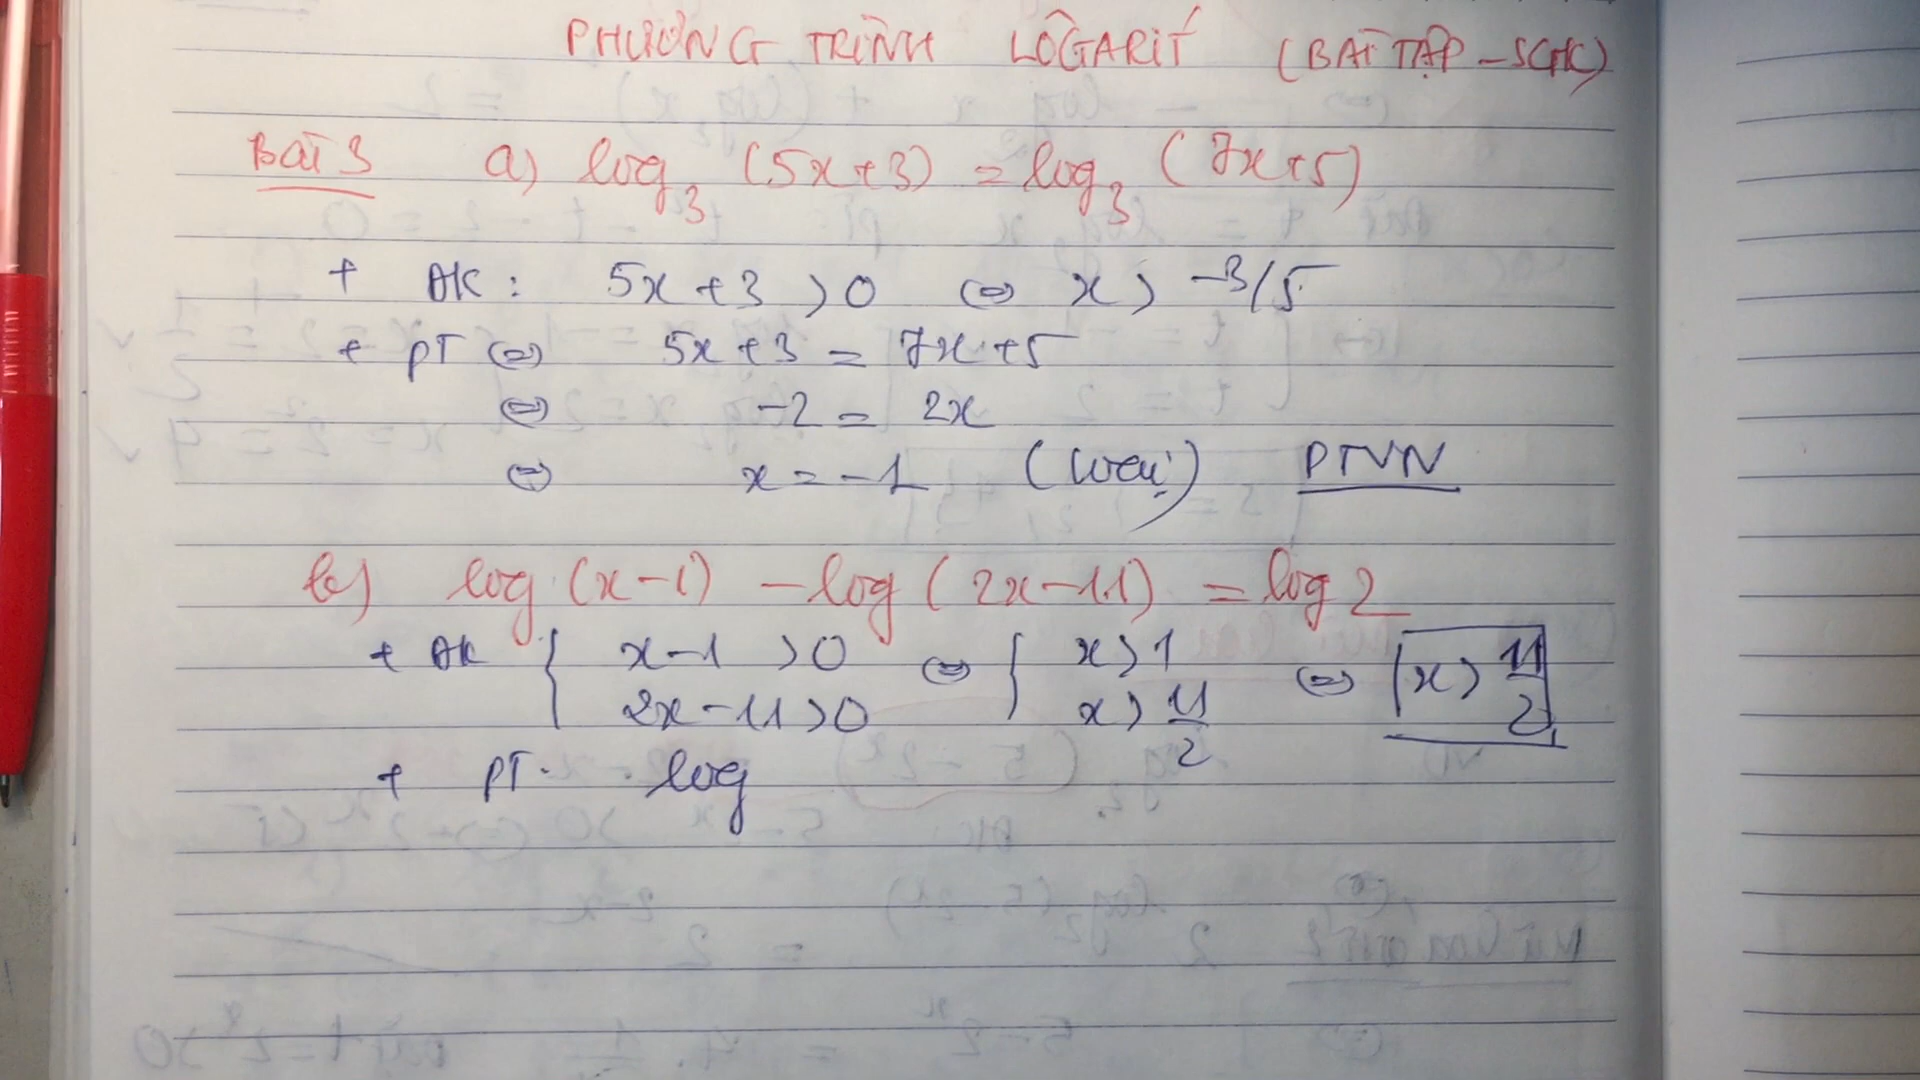 PHƯƠNG TRÌNH LÔGARIT (BÀI TẬP - SGK)
Bài 3 a) log₃ (5x+3) = log₃ (7x+5)
+ ĐK: 5x+3 > 0 ⇔ x > -3/5
+ PT ⇔ 5x+3 = 7x+5
⇔ -2 = 2x
⇔ x = -1 (loại) PTVN
b) log (x-1) - log (2x-11) = log 2
+ ĐK { x-1 > 0 ⇔ { x > 1 ⇔ x > 11/2
2x-11 > 0 x > 11/2
+ PT. log